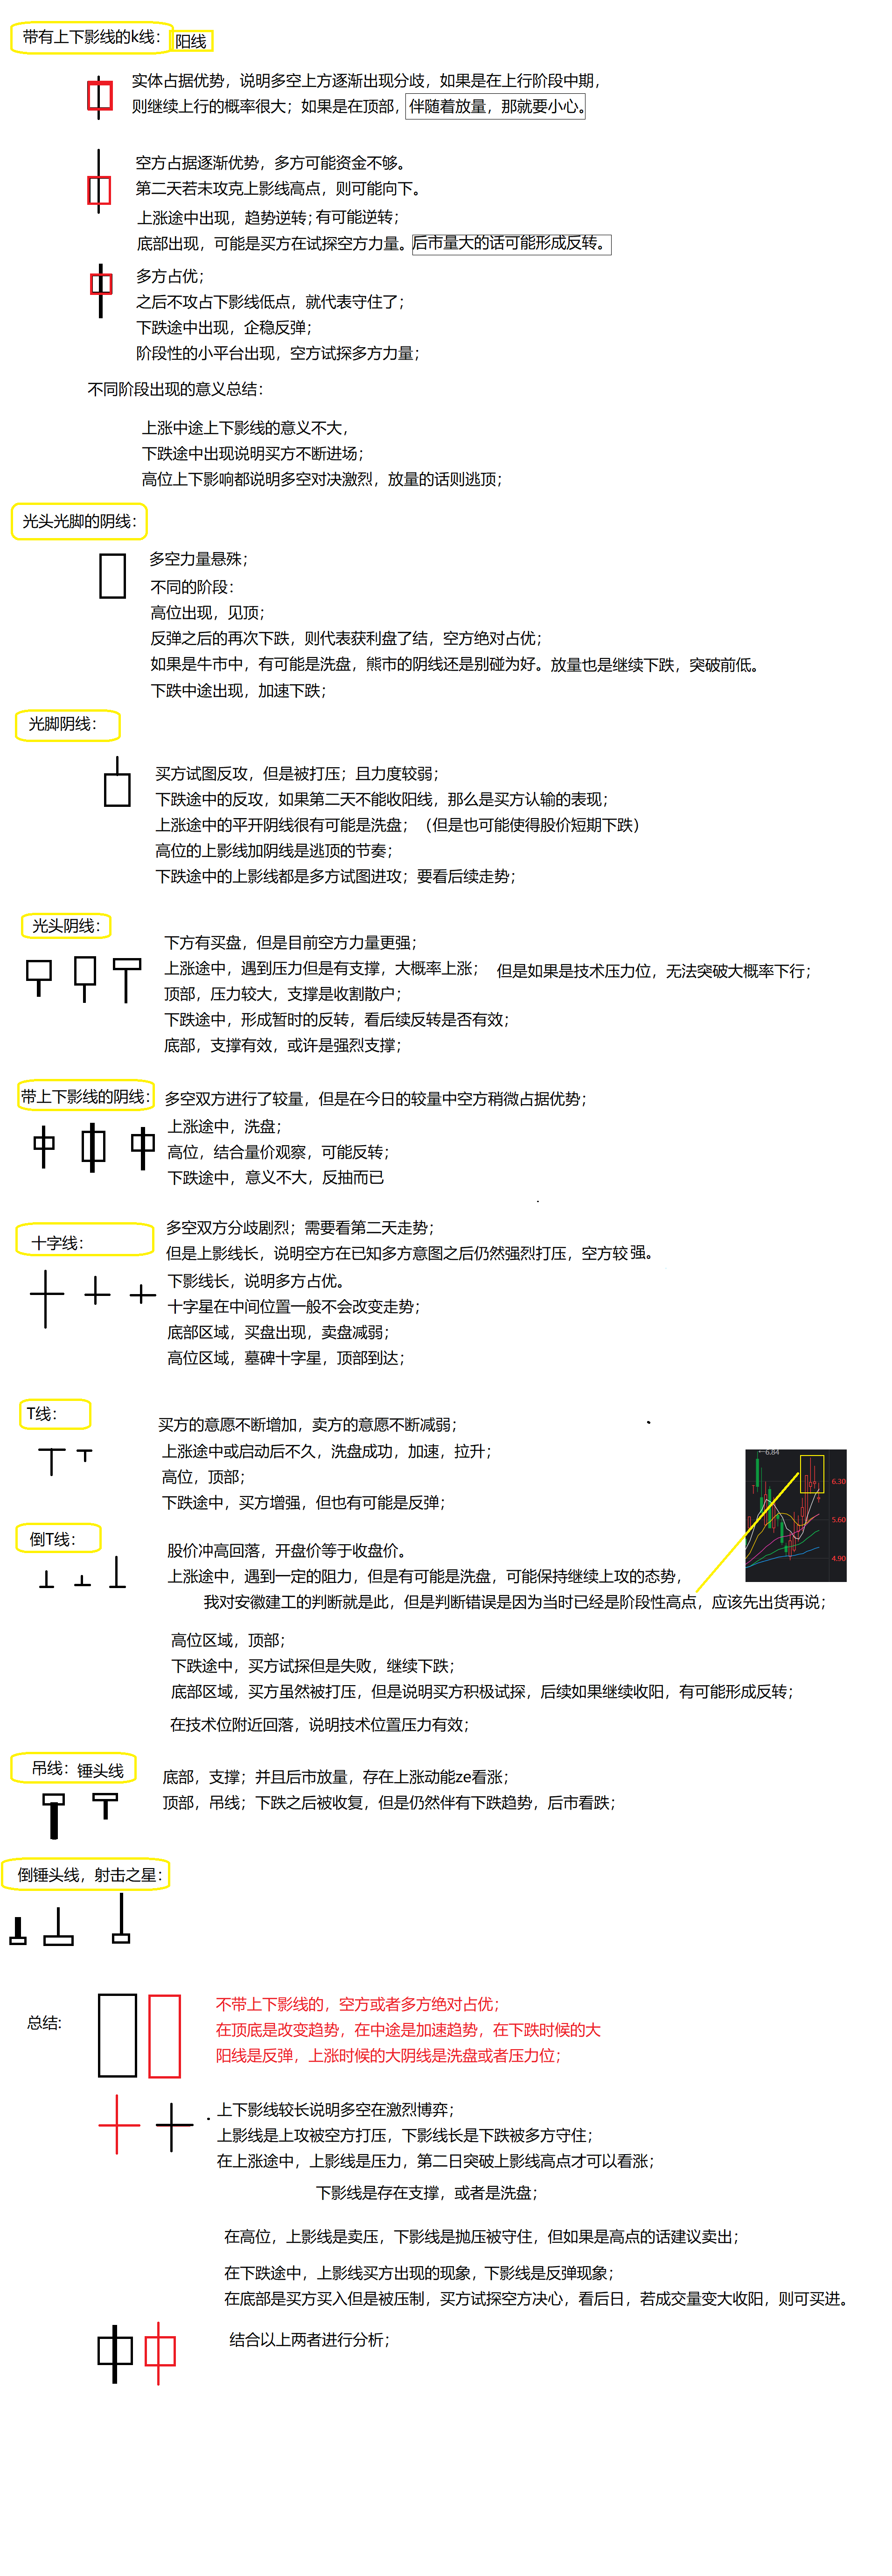 带有上下影线的k线：
阳线
实体占据优势，说明多空上方逐渐出现分歧，如果是在上行阶段中期，
则继续上行的概率很大；如果是在顶部，伴随着放量，那就要小心。
空方占据逐渐优势，多方可能资金不够。
第二天若未攻克上影线高点，则可能向下。
上涨途中出现，趋势逆转；有可能逆转；
底部出现，可能是买方在试探空方力量。后市量大的话可能形成反转。
多方占优；
之后不攻占下影线低点，就代表守住了；
下跌途中出现，企稳反弹；
阶段性的小平台出现，空方试探多方力量；
不同阶段出现的意义总结：
上涨中途上下影线的意义不大，
下跌途中出现说明买方不断进场；
高位上下影响都说明多空对决激烈，放量的话则逃顶；
光头光脚的阴线：
多空力量悬殊；
不同的阶段：
高位出现，见顶；
反弹之后的再次下跌，则代表获利盘了结，空方绝对占优；
如果是牛市中，有可能是洗盘，熊市的阴线还是别碰为好。放量也是继续下跌，突破前低。
下跌中途出现，加速下跌；
光脚阴线：
买方试图反攻，但是被打压；且力度较弱；
下跌途中的反攻，如果第二天不能收阳线，那么是买方认输的表现；
上涨途中的平开阴线很有可能是洗盘；（但是也可能使得股价短期下跌）
高位的上影线加阴线是逃顶的节奏；
下跌途中的上影线都是多方试图进攻；要看后续走势；
光头阴线：
下方有买盘，但是目前空方力量更强；
上涨途中，遇到压力但是有支撑，大概率上涨；  但是如果是技术压力位，无法突破大概率下行；
顶部，压力较大，支撑是收割散户；
下跌途中，形成暂时的反转，看后续反转是否有效；
底部，支撑有效，或许是强烈支撑；
带上下影线的阴线：
多空双方进行了较量，但是在今日的较量中空方稍微占据优势；
上涨途中，洗盘；
高位，结合量价观察，可能反转；
下跌途中，意义不大，反抽而已
十字线：
多空双方分歧剧烈；需要看第二天走势；
但是上影线长，说明空方在已知多方意图之后仍然强烈打压，空方较强。
下影线长，说明多方占优。
十字星在中间位置一般不会改变走势；
底部区域，买盘出现，卖盘减弱；
高位区域，墓碑十字星，顶部到达；
T线：
买方的意愿不断增加，卖方的意愿不断减弱；
上涨途中或启动后不久，洗盘成功，加速，拉升；
高位，顶部；
下跌途中，买方增强，但也有可能是反弹；
6.84
6.30
5.60
4.90
倒T线：
股价冲高回落，开盘价等于收盘价。
上涨途中，遇到一定的阻力，但是有可能是洗盘，可能保持继续上攻的态势，
我对安徽建工的判断就是此，但是判断错误是因为当时已经是阶段性高点，应该先出货再说；
高位区域，顶部；
下跌途中，买方试探但是失败，继续下跌；
底部区域，买方虽然被打压，但是说明买方积极试探，后续如果继续收阳，有可能形成反转；
在技术位附近回落，说明技术位置压力有效；
吊线：锤头线
底部，支撑；并且后市放量，存在上涨动能ze看涨；
顶部，吊线；下跌之后被收复，但是仍然伴有下跌趋势，后市看跌；
倒锤头线，射击之星：
总结:
不带上下影线的，空方或者多方绝对占优；
在顶底是改变趋势，在中途是加速趋势，在下跌时候的大
阳线是反弹，上涨时候的大阴线是洗盘或者压力位；
上下影线较长说明多空在激烈博弈；
上影线是上攻被空方打压，下影线长是下跌被多方守住；
在上涨途中，上影线是压力，第二日突破上影线高点才可以看涨；
下影线是存在支撑，或者是洗盘；
在高位，上影线是卖压，下影线是抛压被守住，但如果是高点的话建议卖出；
在下跌途中，上影线买方出现的现象，下影线是反弹现象；
在底部是买方买入但是被压制，买方试探空方决心，看后日，若成交量变大收阳，则可买进。
结合以上两者进行分析；